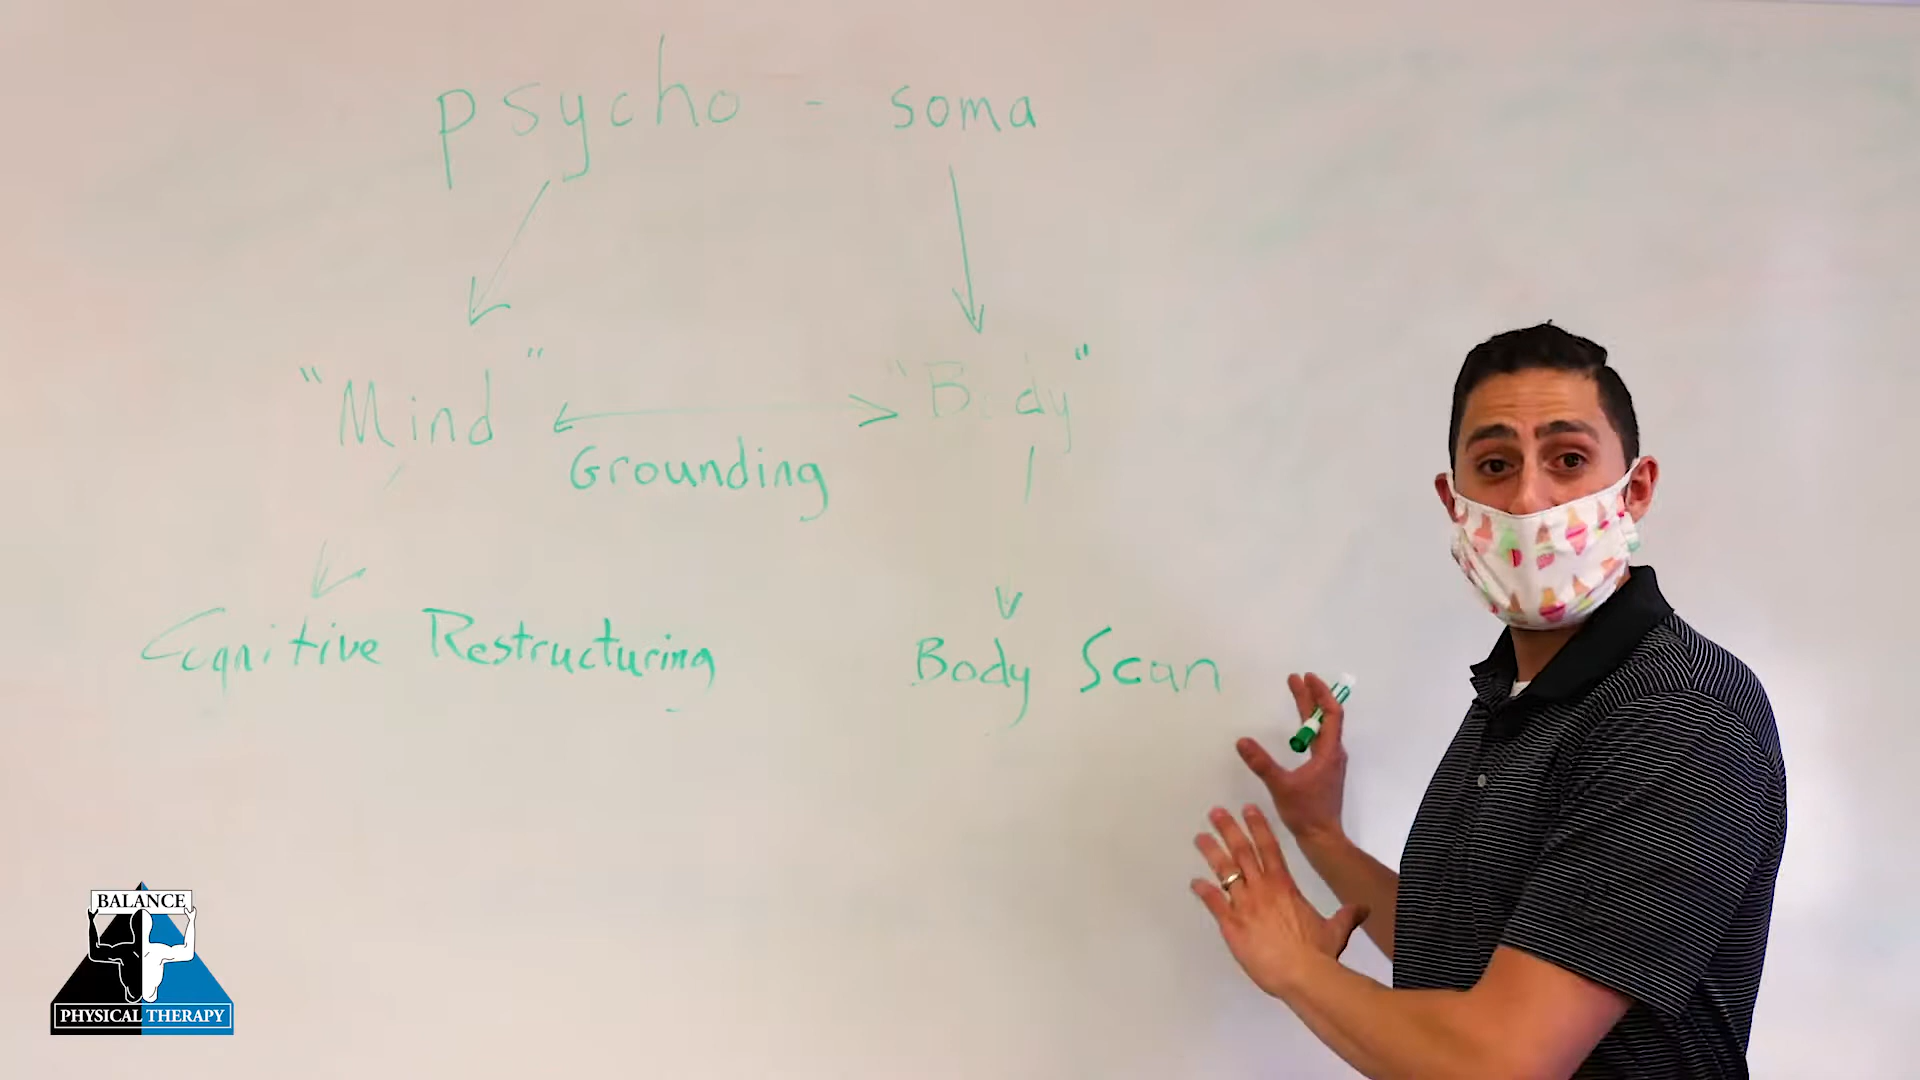 psycho - soma
"Mind" "Body"
Grounding
Cognitive Restructuring
Body Scan
BALANCE
PHYSICAL THERAPY